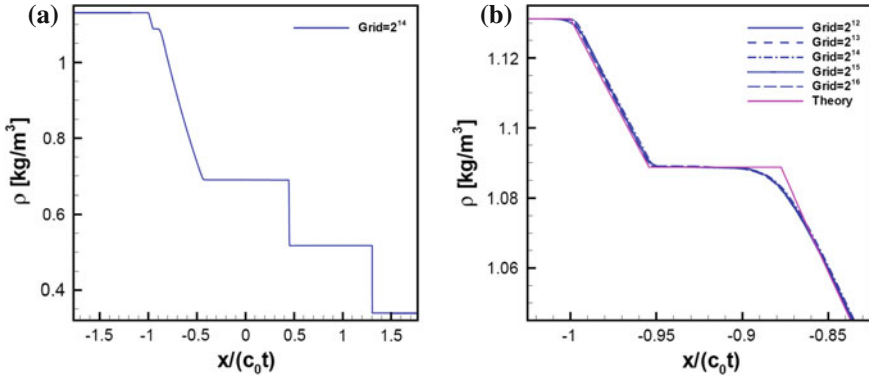 (a)
Grid=2¹⁴
1
0.8
0.6
0.4
ρ [kg/m³]
-1.5 -1 -0.5 0 0.5 1 1.5
x/(c₀t)
(b)
Grid=2¹²
Grid=2¹³
Grid=2¹⁴
Grid=2¹⁵
Grid=2¹⁶
Theory
1.12
1.1
1.08
1.06
ρ [kg/m³]
-1 -0.95 -0.9 -0.85
x/(c₀t)